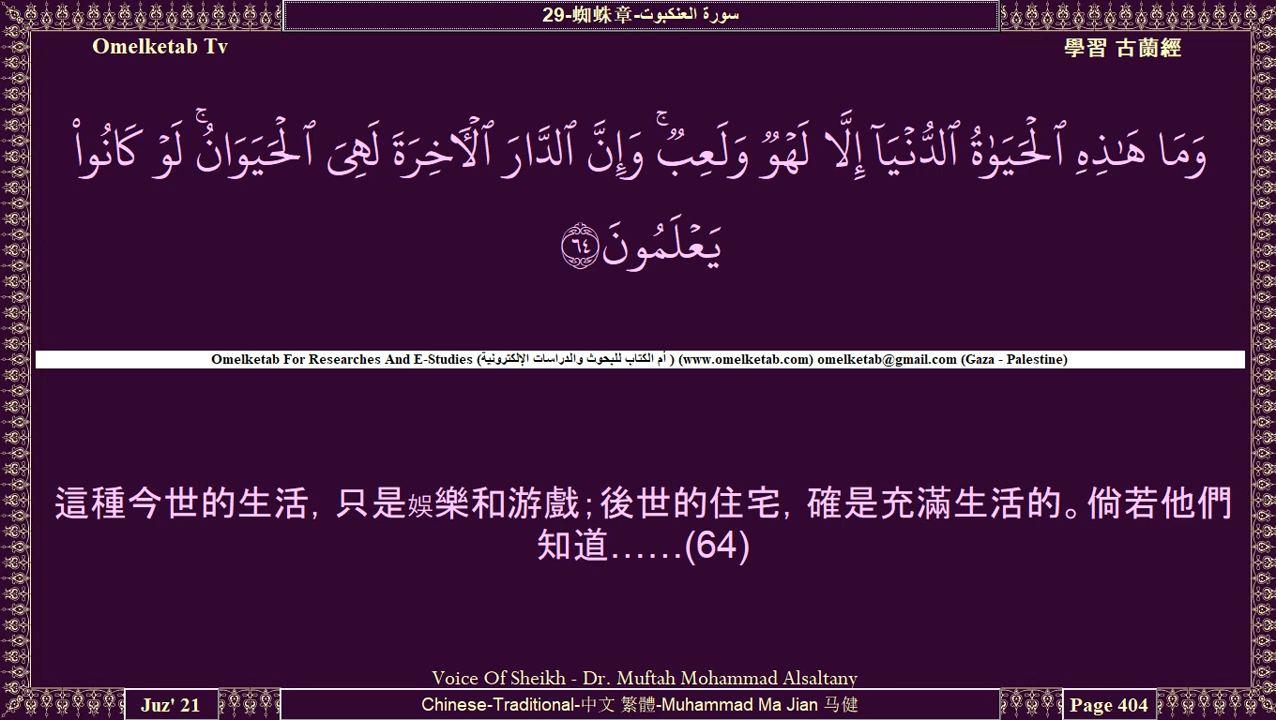 29-蜘蛛章-سورة العنكبوت
Omelketab Tv
學習 古蘭經
وَمَا هَـٰذِهِ ٱلْحَيَوٰةُ ٱلدُّنْيَآ إِلَّا لَهْوٌ وَلَعِبٌ ۚ وَإِنَّ ٱلدَّارَ ٱلْـَٔاخِرَةَ لَهِىَ ٱلْحَيَوَانُ ۚ لَوْ كَانُوا۟
يَعْلَمُونَ ٦٤
Omelketab For Researches And E-Studies (أم الكتاب للبحوث والدراسات الإلكترونية ) (www.omelketab.com) omelketab@gmail.com (Gaza - Palestine)
這種今世的生活，只是娛樂和游戲；後世的住宅，確是充滿生活的。倘若他們
知道……(64)
Voice Of Sheikh - Dr. Muftah Mohammad Alsaltany
Juz' 21
Chinese-Traditional-中文 繁體-Muhammad Ma Jian 马健
Page 404